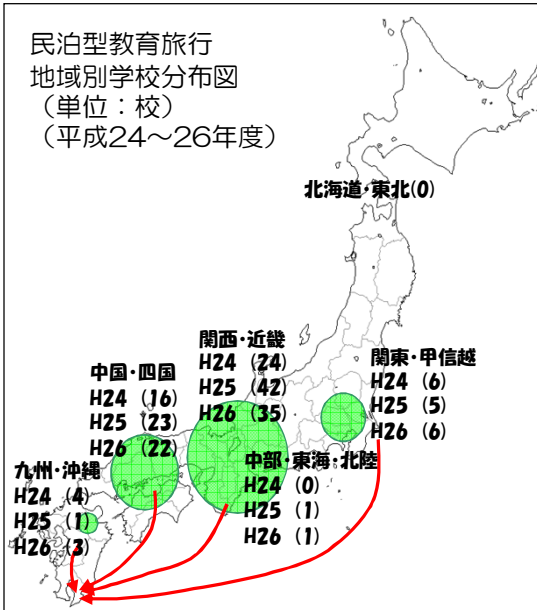 民泊型教育旅行
地域別学校分布図
（単位：校）
（平成24～26年度）
北海道・東北(0)
関西・近畿
H24 (24)
H25 (42)
H26 (35)
関東・甲信越
H24 (6)
H25 (5)
H26 (6)
中国・四国
H24 (16)
H25 (23)
H26 (22)
中部・東海・北陸
H24 (0)
H25 (1)
H26 (1)
九州・沖縄
H24 (4)
H25 (1)
H26 (3)